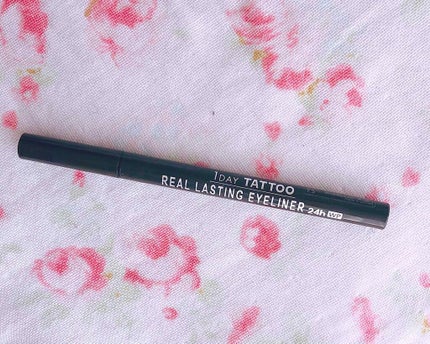 1DAY TATTOO
REAL LASTING EYELINER 24h WP